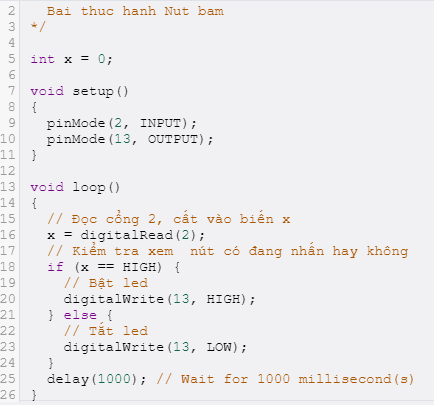 2 Bai thuc hanh Nut bam
3 */
4
5 int x = 0;
6
7 void setup()
8 {
9 pinMode(2, INPUT);
10 pinMode(13, OUTPUT);
11 }
12
13 void loop()
14 {
15 // Đọc cổng 2, cất vào biến x
16 x = digitalRead(2);
17 // Kiểm tra xem  nút có đang nhấn hay không
18 if (x == HIGH) {
19 // Bật led
20 digitalWrite(13, HIGH);
21 } else {
22 // Tắt led
23 digitalWrite(13, LOW);
24 }
25 delay(1000); // Wait for 1000 millisecond(s)
26 }